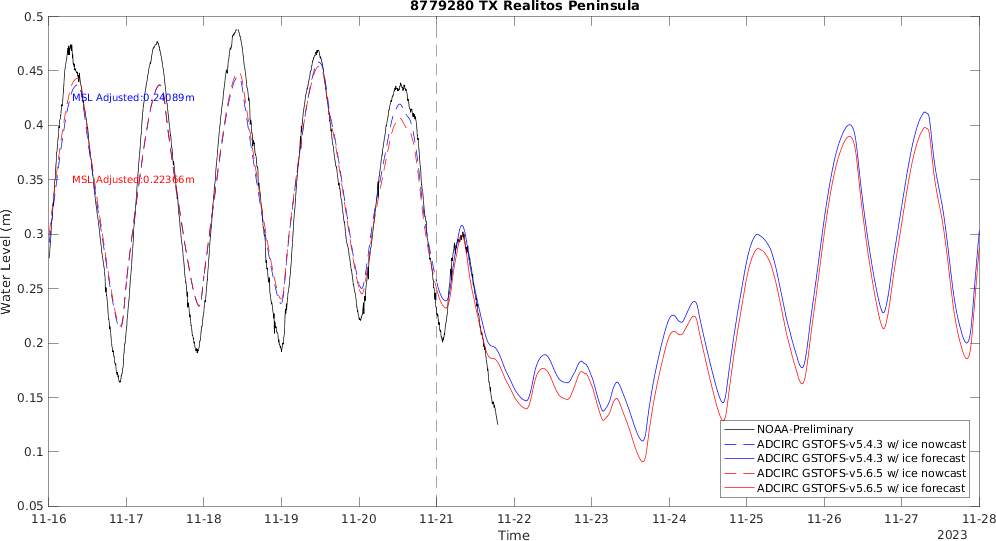 8779280 TX Realitos Peninsula
Water Level (m)
0.5
0.45
0.4
0.35
0.3
0.25
0.2
0.15
0.1
0.05
MSL Adjusted:0.24089m
MSL Adjusted:0.22366m
NOAA-Preliminary
ADCIRC GSTOFS-v5.4.3 w/ ice nowcast
ADCIRC GSTOFS-v5.4.3 w/ ice forecast
ADCIRC GSTOFS-v5.6.5 w/ ice nowcast
ADCIRC GSTOFS-v5.6.5 w/ ice forecast
11-16 11-17 11-18 11-19 11-20 11-21 11-22 11-23 11-24 11-25 11-26 11-27 11-28
Time
2023